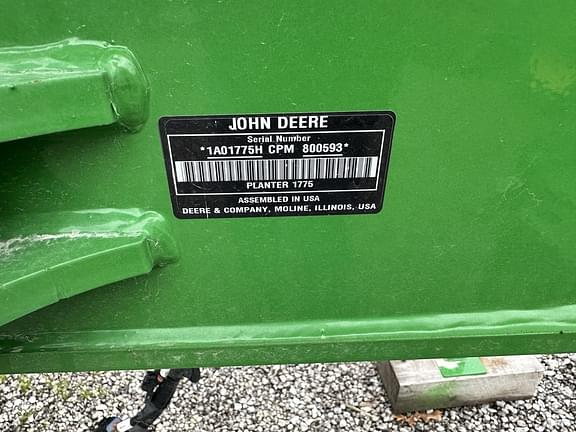 JOHN DEERE
Serial Number
*1A01775H CPM 800593*
PLANTER 1775
ASSEMBLED IN USA
DEERE & COMPANY, MOLINE, ILLINOIS, USA